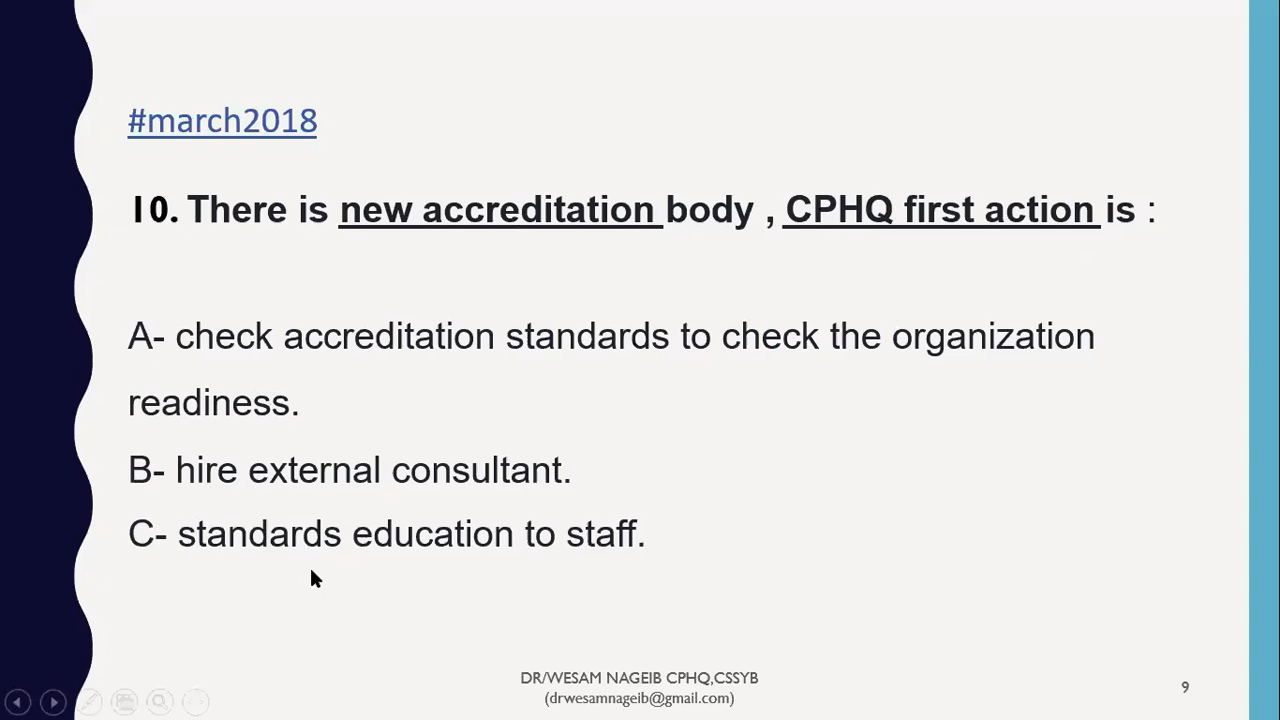 #march2018
10. There is new accreditation body , CPHQ first action is :
A- check accreditation standards to check the organization
readiness.
B- hire external consultant.
C- standards education to staff.
DR/WESAM NAGEIB CPHQ,CSSYB
(drwesamnageib@gmail.com)
9